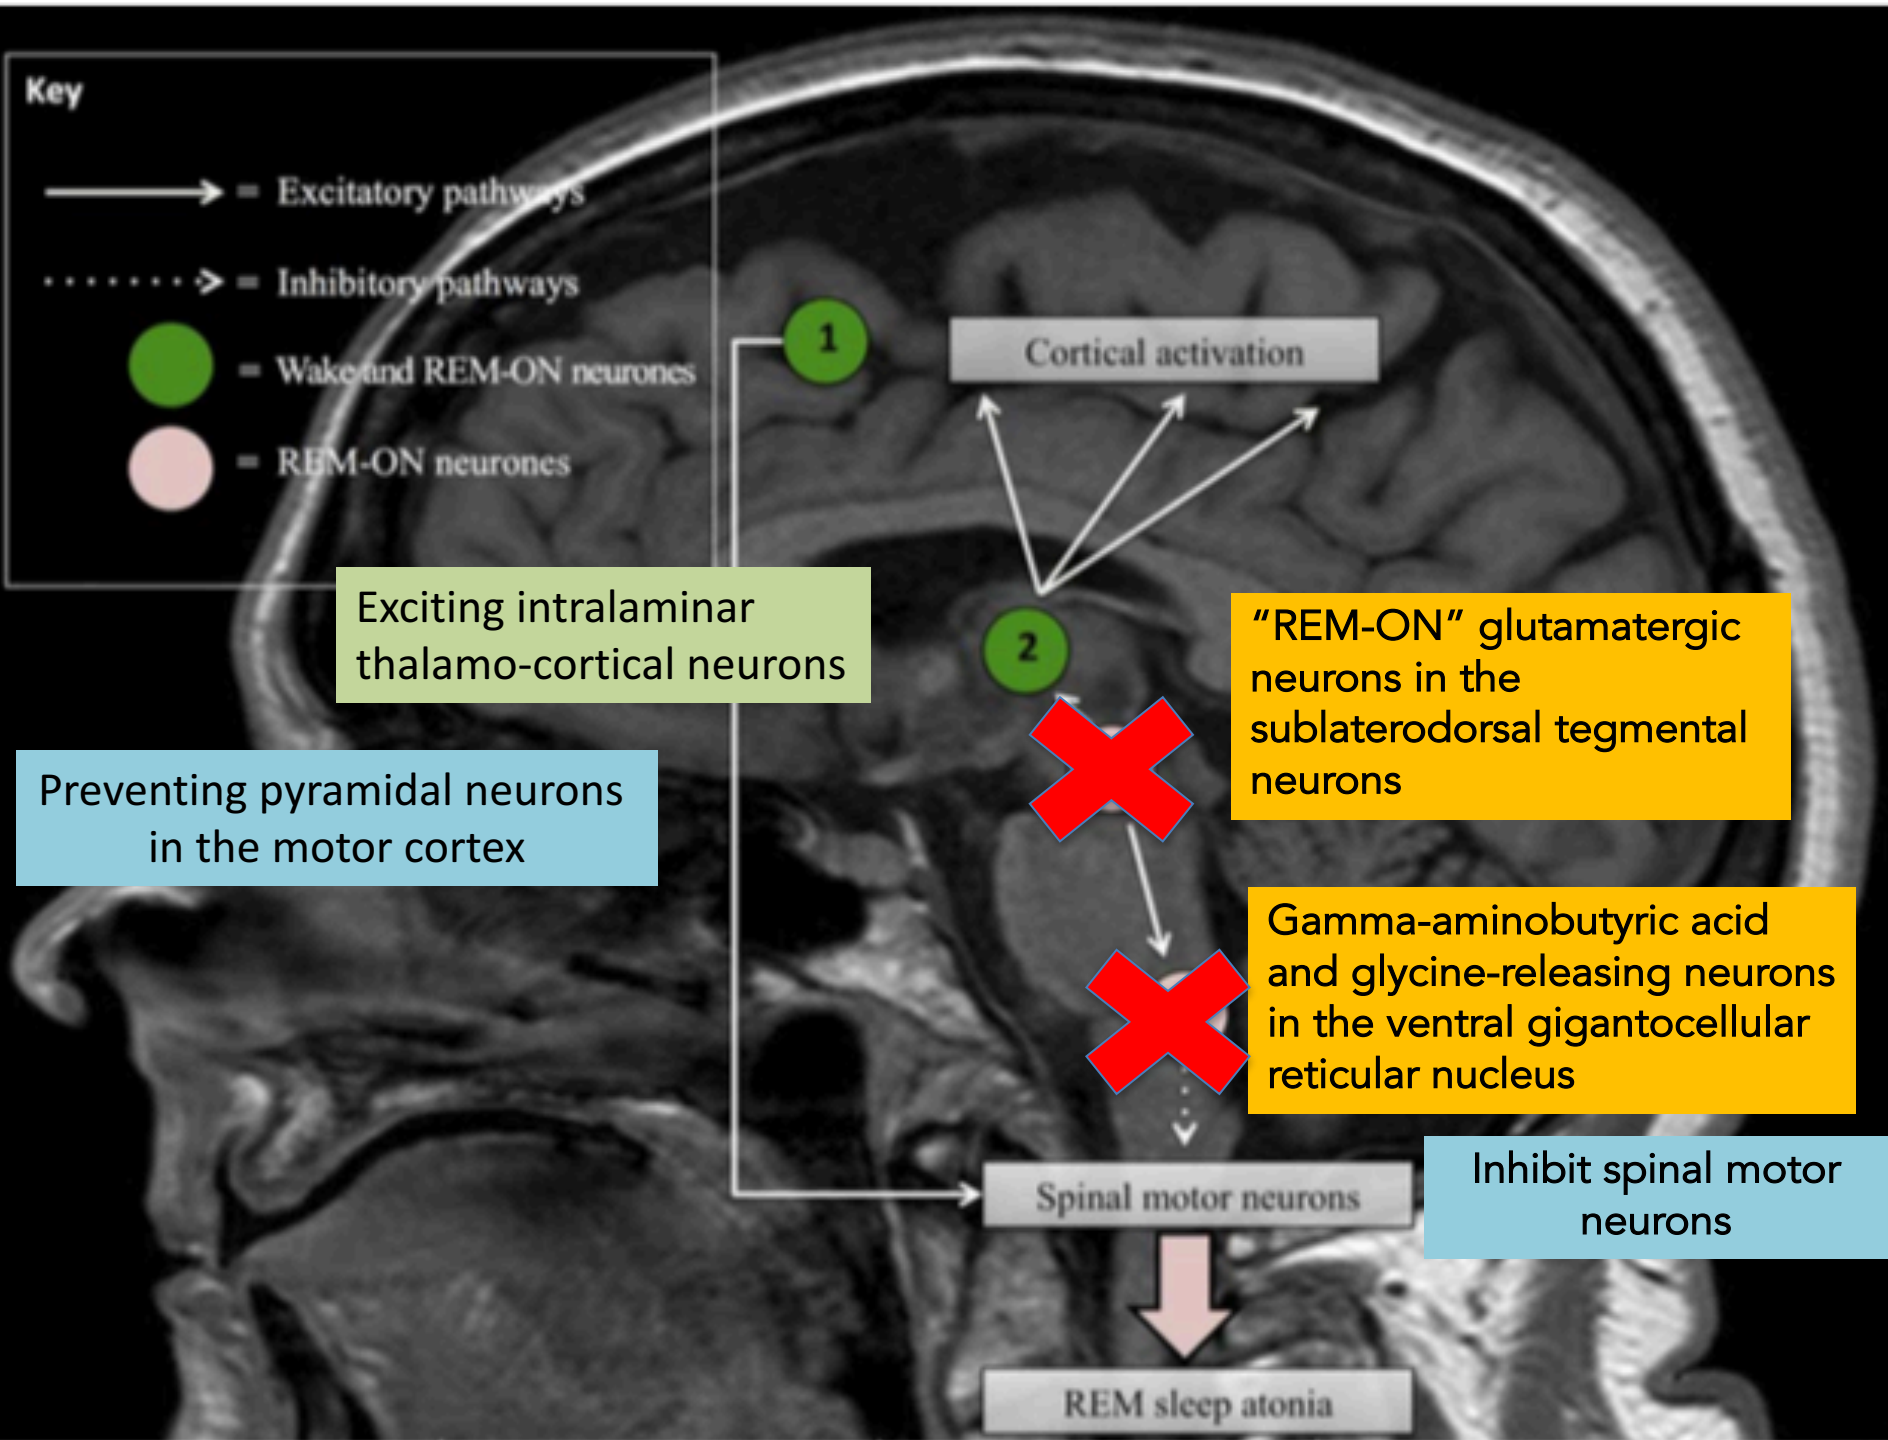 Key
= Excitatory pathways
= Inhibitory pathways
= Wake and REM-ON neurones
= REM-ON neurones
1
Cortical activation
Exciting intralaminar
thalamo-cortical neurons
2
“REM-ON” glutamatergic
neurons in the
sublaterodorsal tegmental
neurons
Preventing pyramidal neurons
in the motor cortex
Gamma-aminobutyric acid
and glycine-releasing neurons
in the ventral gigantocellular
reticular nucleus
Inhibit spinal motor
neurons
Spinal motor neurons
REM sleep atonia